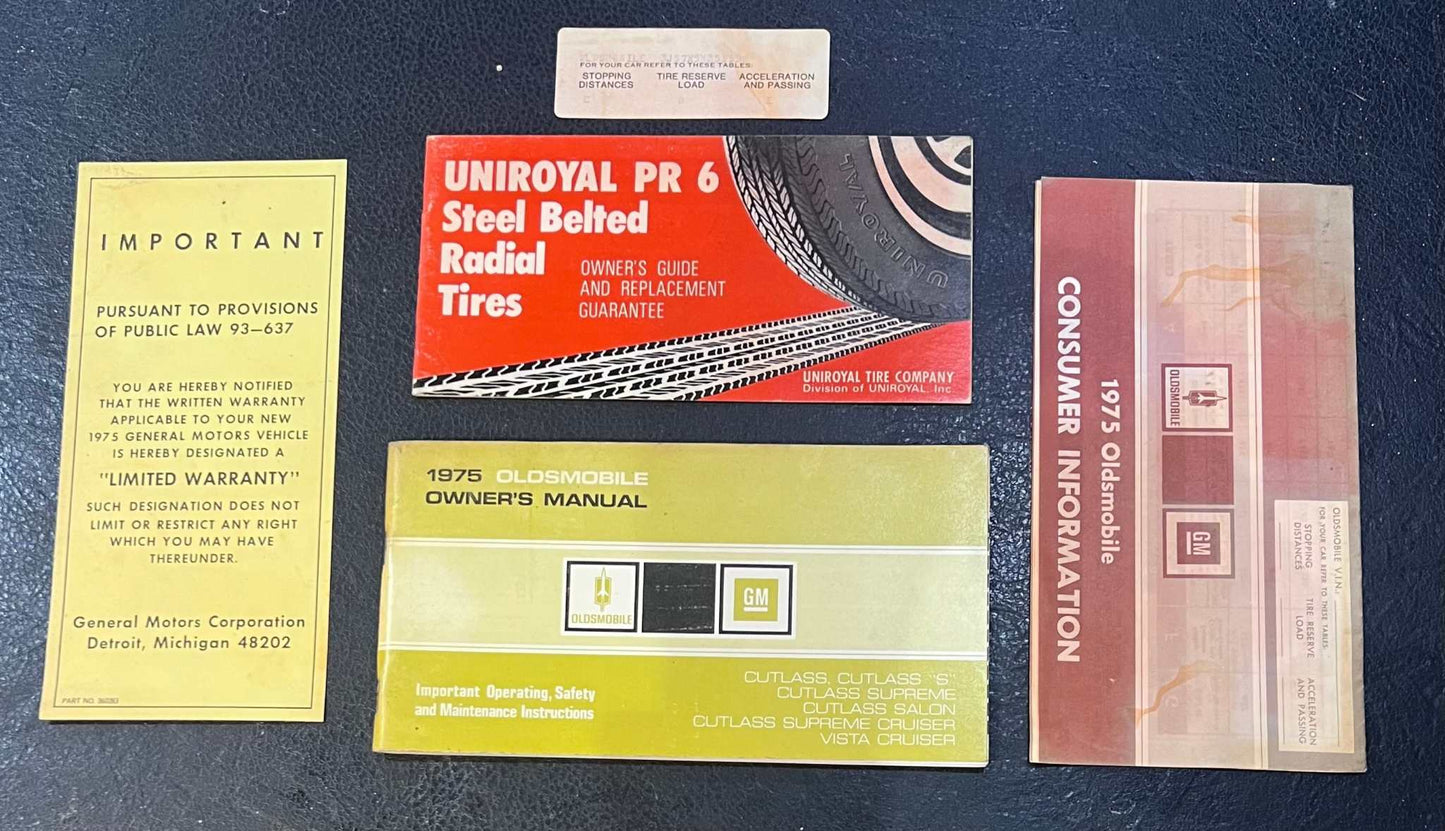 FOR YOUR CAR REFER TO THESE TABLES:
STOPPING DISTANCES
TIRE RESERVE LOAD
ACCELERATION AND PASSING
IMPORTANT
PURSUANT TO PROVISIONS
OF PUBLIC LAW 93–637
YOU ARE HEREBY NOTIFIED
THAT THE WRITTEN WARRANTY
APPLICABLE TO YOUR NEW
1975 GENERAL MOTORS VEHICLE
IS HEREBY DESIGNATED A
"LIMITED WARRANTY"
SUCH DESIGNATION DOES NOT
LIMIT OR RESTRICT ANY RIGHT
WHICH YOU MAY HAVE
THEREUNDER.
General Motors Corporation
Detroit, Michigan 48202
PART NO.
UNIROYAL PR 6
Steel Belted
Radial
Tires
OWNER'S GUIDE
AND REPLACEMENT
GUARANTEE
UNIROYAL
UNIROYAL
UNIROYAL TIRE COMPANY
Division of UNIROYAL, Inc
1975 OLDSMOBILE
OWNER'S MANUAL
OLDSMOBILE
GM
Important Operating, Safety
and Maintenance Instructions
CUTLASS, CUTLASS "S"
CUTLASS SUPREME
CUTLASS SALON
CUTLASS SUPREME CRUISER
VISTA CRUISER
1975 Oldsmobile
CONSUMER INFORMATION
OLDSMOBILE
GM
OLDSMOBILE V.I.N.:
FOR YOUR CAR REFER TO THESE TABLES:
STOPPING DISTANCES
TIRE RESERVE LOAD
ACCELERATION AND PASSING